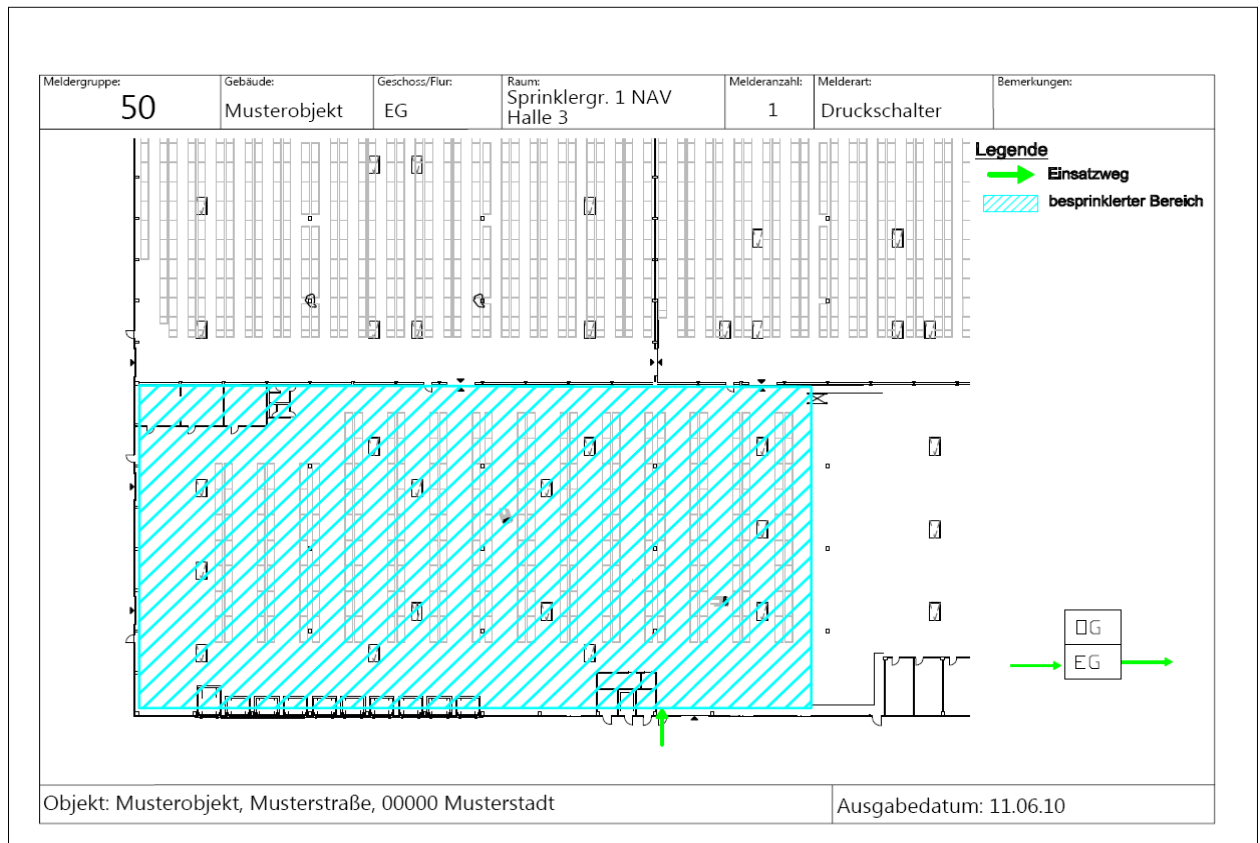 Meldergruppe:
50
Gebäude:
Musterobjekt
Geschoss/Flur:
EG
Raum:
Sprinklergr. 1 NAV
Halle 3
Melderanzahl:
1
Melderart:
Druckschalter
Bemerkungen:
Legende
Einsatzweg
besprinklerter Bereich
OG
EG
Objekt: Musterobjekt, Musterstraße, 00000 Musterstadt
Ausgabedatum: 11.06.10